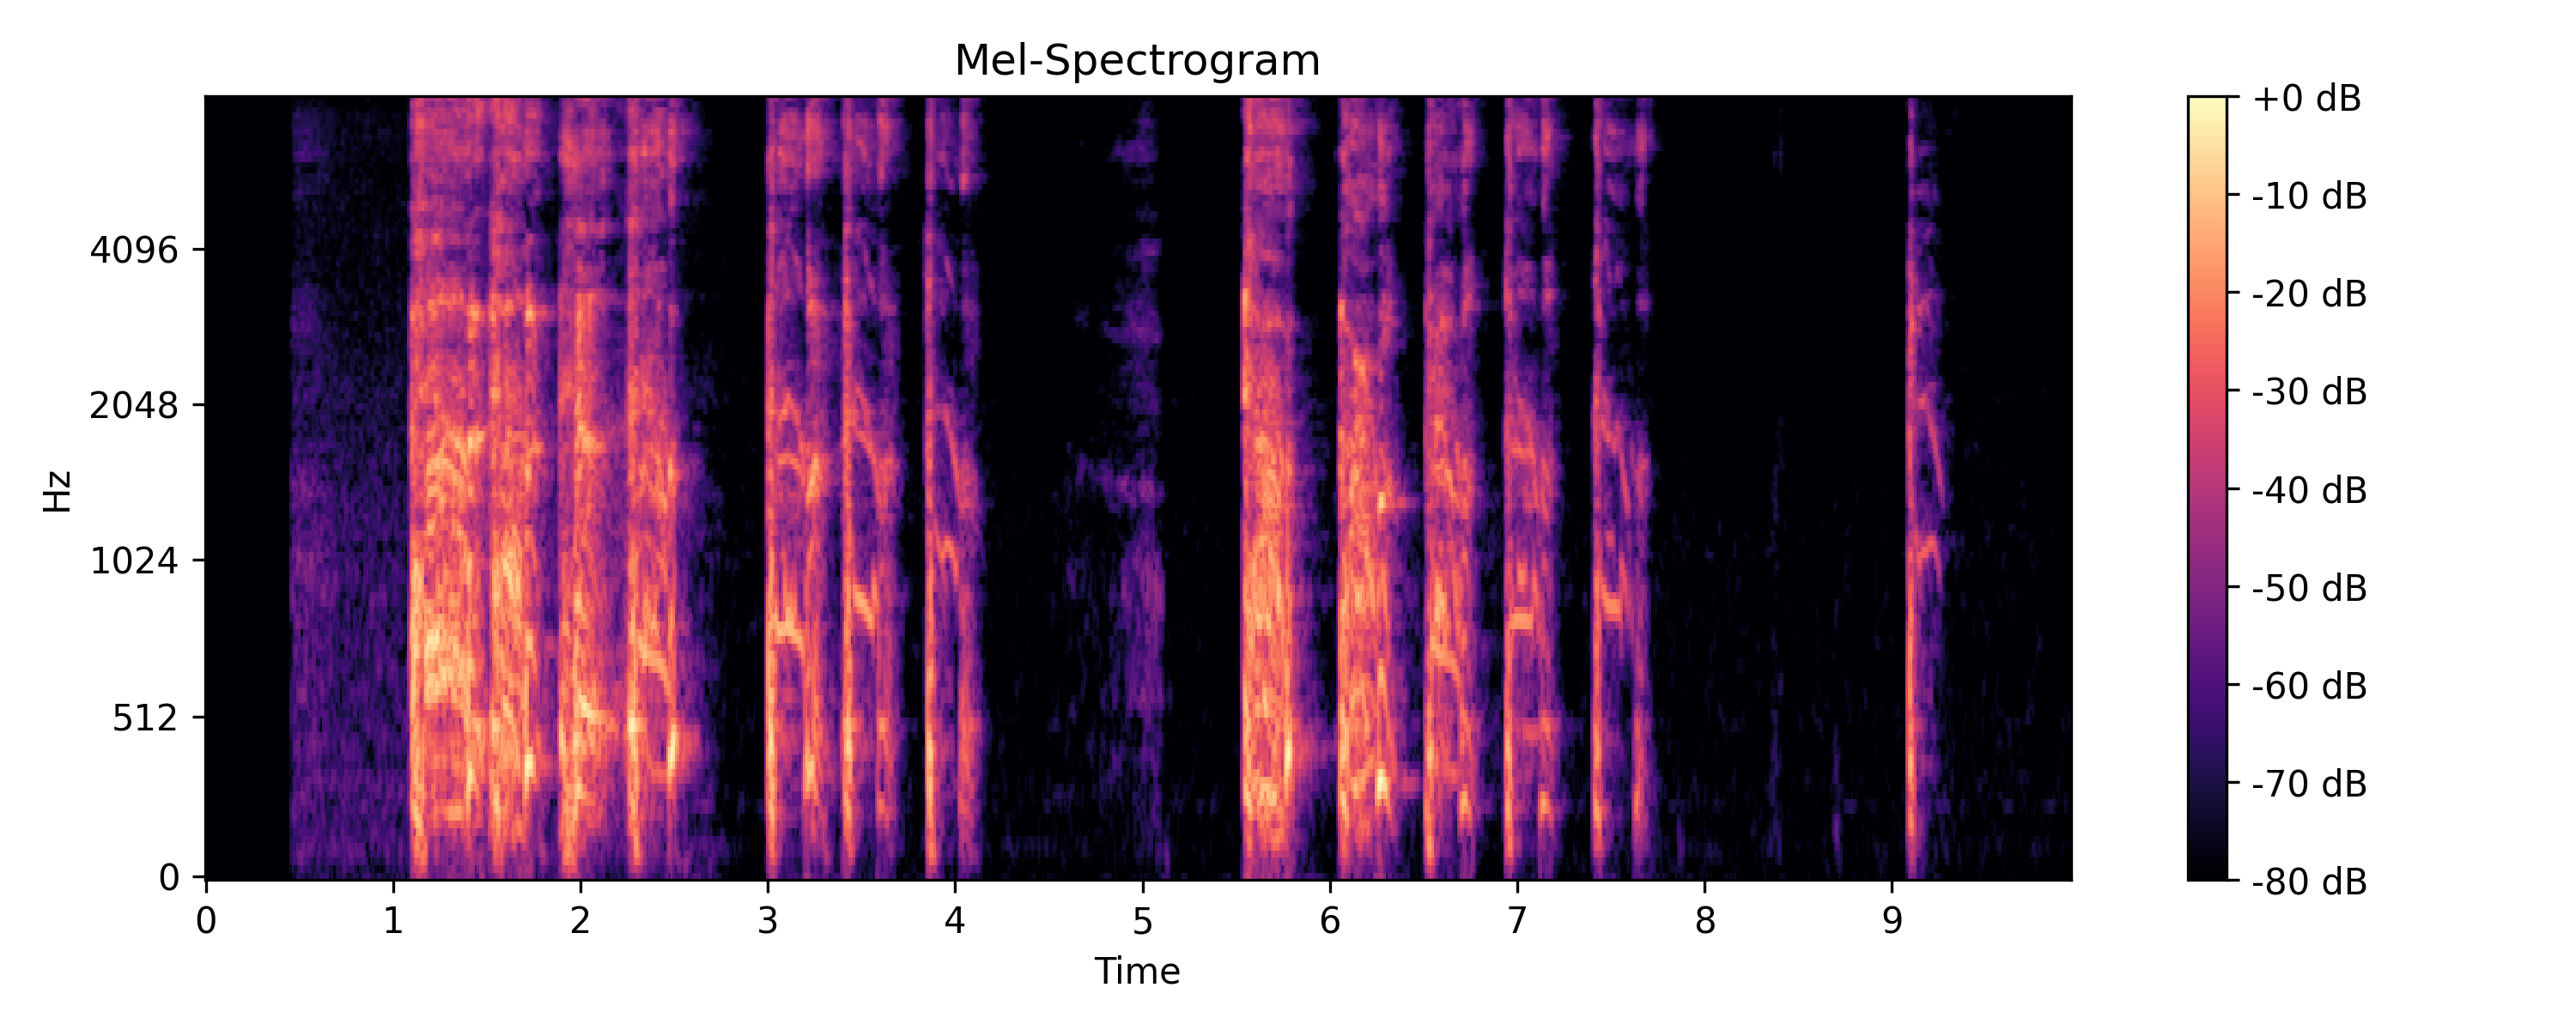 Mel-Spectrogram
+0 dB
-10 dB
4096
-20 dB
-30 dB
2048
Hz
-40 dB
1024
-50 dB
-60 dB
512
-70 dB
0
-80 dB
0 1 2 3 4 5 6 7 8 9
Time